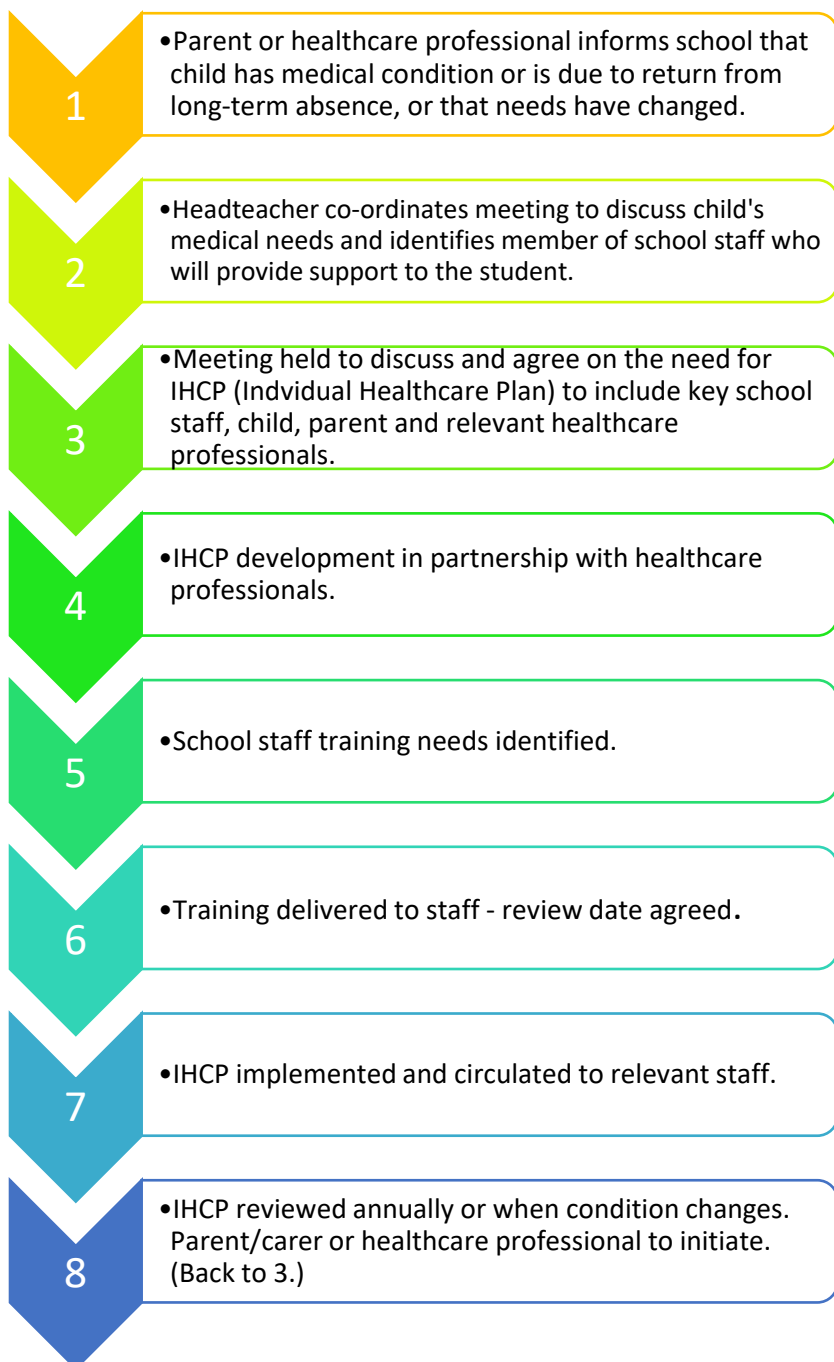 1
•Parent or healthcare professional informs school that
child has medical condition or is due to return from
long-term absence, or that needs have changed.
2
•Headteacher co-ordinates meeting to discuss child's
medical needs and identifies member of school staff who
will provide support to the student.
3
•Meeting held to discuss and agree on the need for
IHCP (Indvidual Healthcare Plan) to include key school
staff, child, parent and relevant healthcare
professionals.
4
•IHCP development in partnership with healthcare
professionals.
5
•School staff training needs identified.
6
•Training delivered to staff - review date agreed.
7
•IHCP implemented and circulated to relevant staff.
8
•IHCP reviewed annually or when condition changes.
Parent/carer or healthcare professional to initiate.
(Back to 3.)